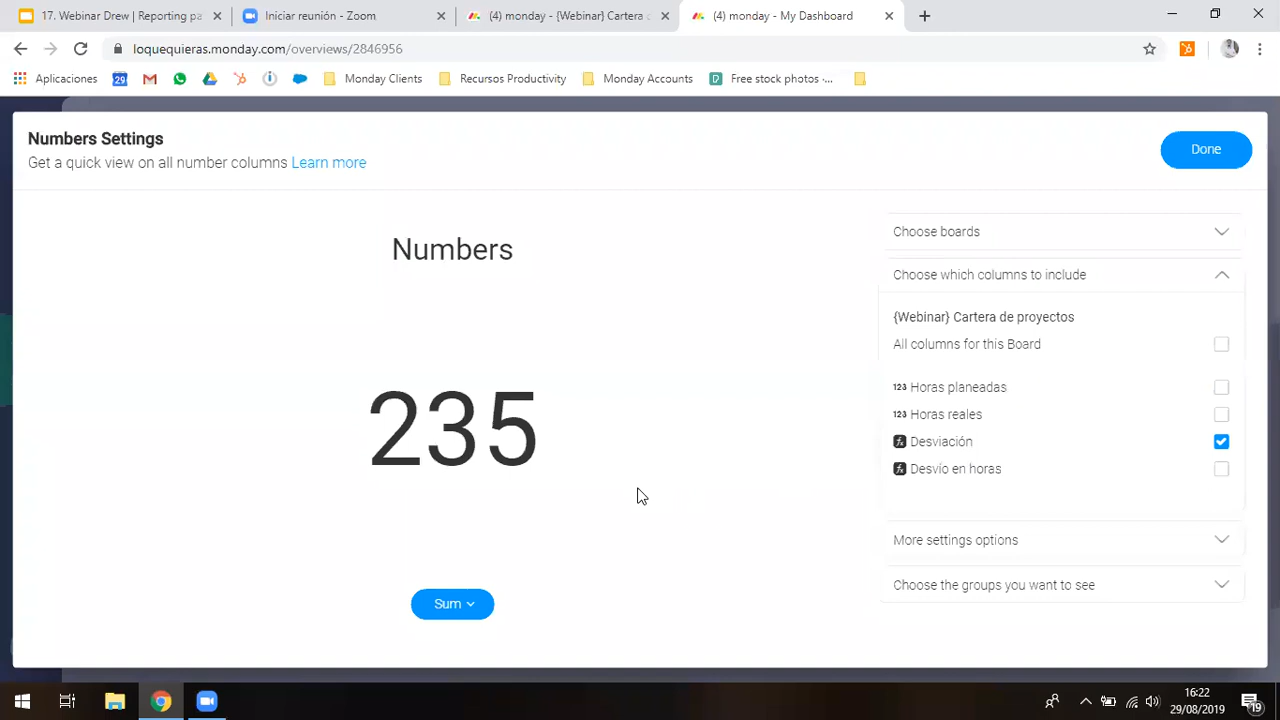 17. Webinar Drew | Reporting pa
Iniciar reunión - Zoom
(4) monday - {Webinar} Cartera c
(4) monday - My Dashboard
loquequieras.monday.com/overviews/2846956
Aplicaciones
29
Monday Clients
Recursos Productivity
Monday Accounts
Free stock photos · ...
Numbers Settings
Get a quick view on all number columns Learn more
Done
Numbers
235
Sum
Choose boards
Choose which columns to include
{Webinar} Cartera de proyectos
All columns for this Board
123 Horas planeadas
123 Horas reales
fx Desviación
fx Desvío en horas
More settings options
Choose the groups you want to see
16:22
29/08/2019
19